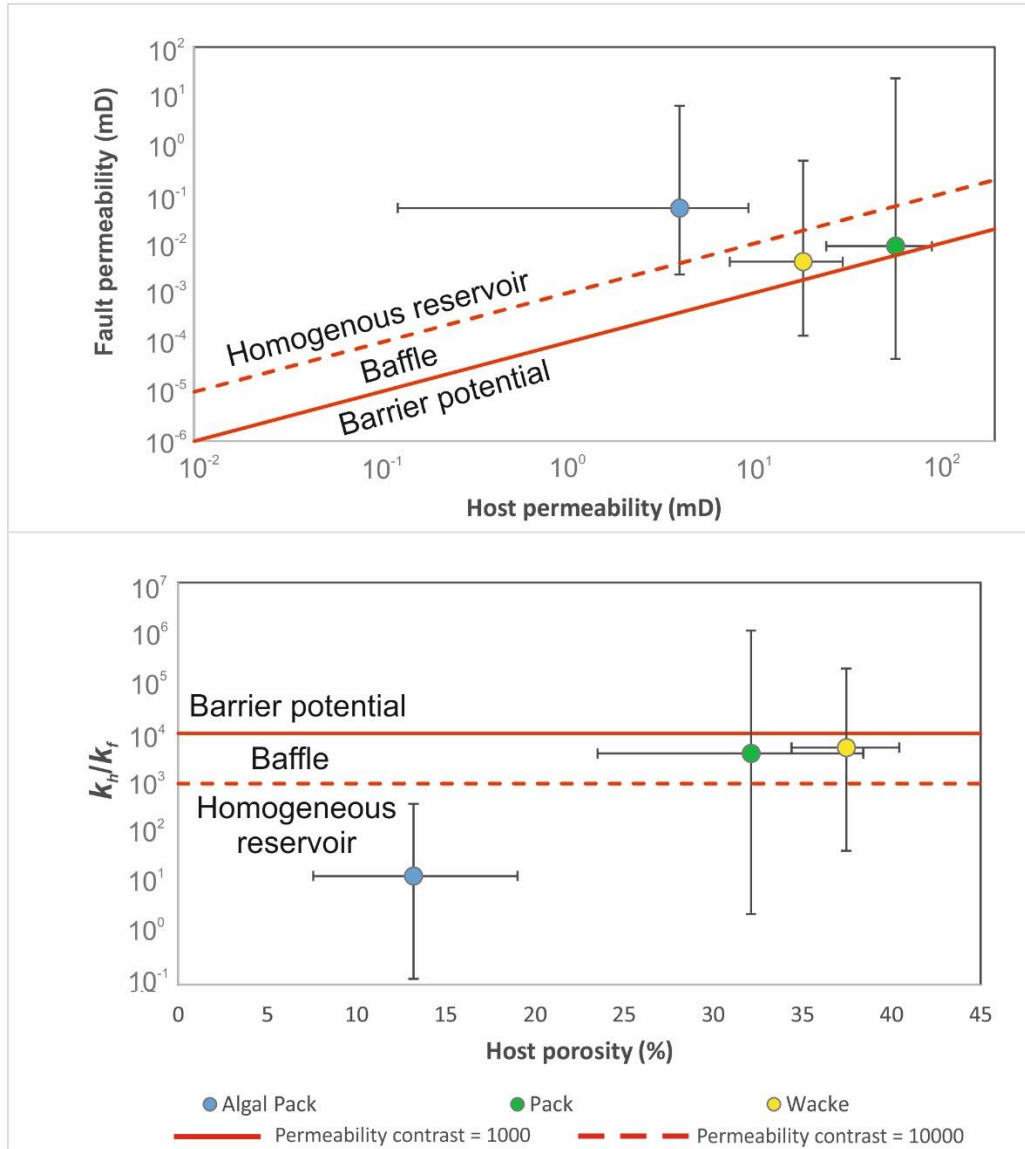 Fault permeability (mD)
10²
10¹
10⁰
10⁻¹
10⁻²
10⁻³
10⁻⁴
10⁻⁵
10⁻⁶
Homogenous reservoir
Baffle
Barrier potential
10⁻² 10⁻¹ 10⁰ 10¹ 10²
Host permeability (mD)
kₕ/k_f
10⁷
10⁶
10⁵
10⁴
10³
10²
10¹
10⁰
10⁻¹
Barrier potential
Baffle
Homogeneous
reservoir
0 5 10 15 20 25 30 35 40 45
Host porosity (%)
Algal Pack Pack Wacke
Permeability contrast = 1000 Permeability contrast = 10000